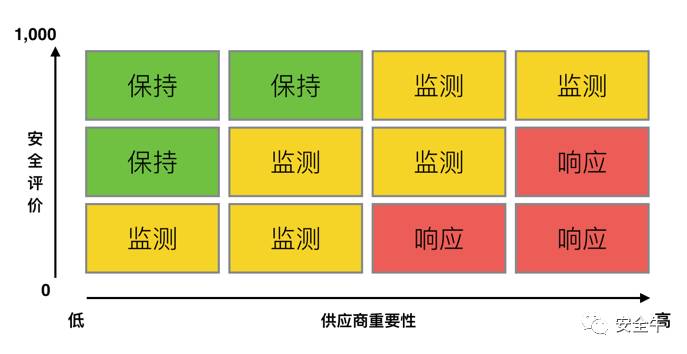 1,000
保持 保持 监测 监测
安全评价
保持 监测 监测 响应
监测 监测 响应 响应
0
低 供应商重要性 高
安全牛